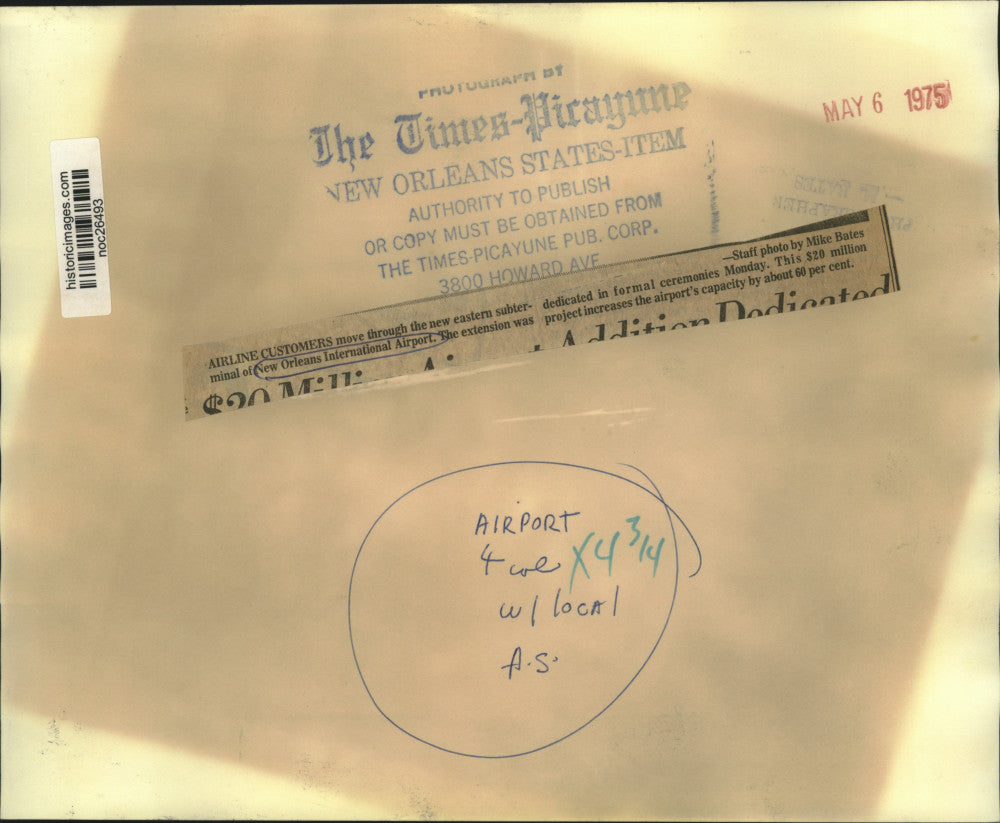 PHOTOGRAPH BY
The Times-Picayune
NEW ORLEANS STATES-ITEM
AUTHORITY TO PUBLISH
OR COPY MUST BE OBTAINED FROM
THE TIMES-PICAYUNE PUB. CORP.
3800 HOWARD AVE.
MAY 6 1975
historicimages.com
noc26493
—Staff photo by Mike Bates
AIRLINE CUSTOMERS move through the new eastern subter-
minal of New Orleans International Airport. The extension was
dedicated in formal ceremonies Monday. This $20 million
project increases the airport's capacity by about 60 per cent.
$20 Milli Addition Dedicated
AIRPORT
4 col X4 3/4
w/ local
A.S.